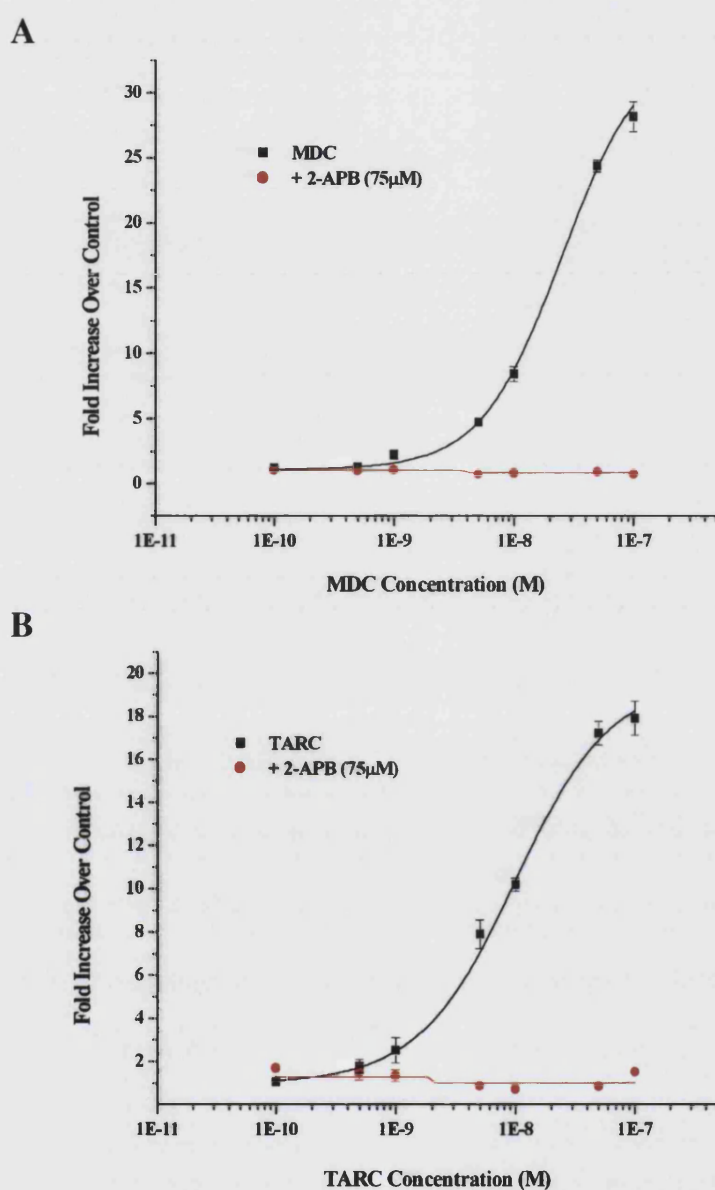 A
30
25
20
15
10
5
0
Fold Increase Over Control
MDC
+ 2-APB (75µM)
1E-11 1E-10 1E-9 1E-8 1E-7
MDC Concentration (M)
B
20
18
16
14
12
10
8
6
4
2
Fold Increase Over Control
TARC
+ 2-APB (75µM)
1E-11 1E-10 1E-9 1E-8 1E-7
TARC Concentration (M)